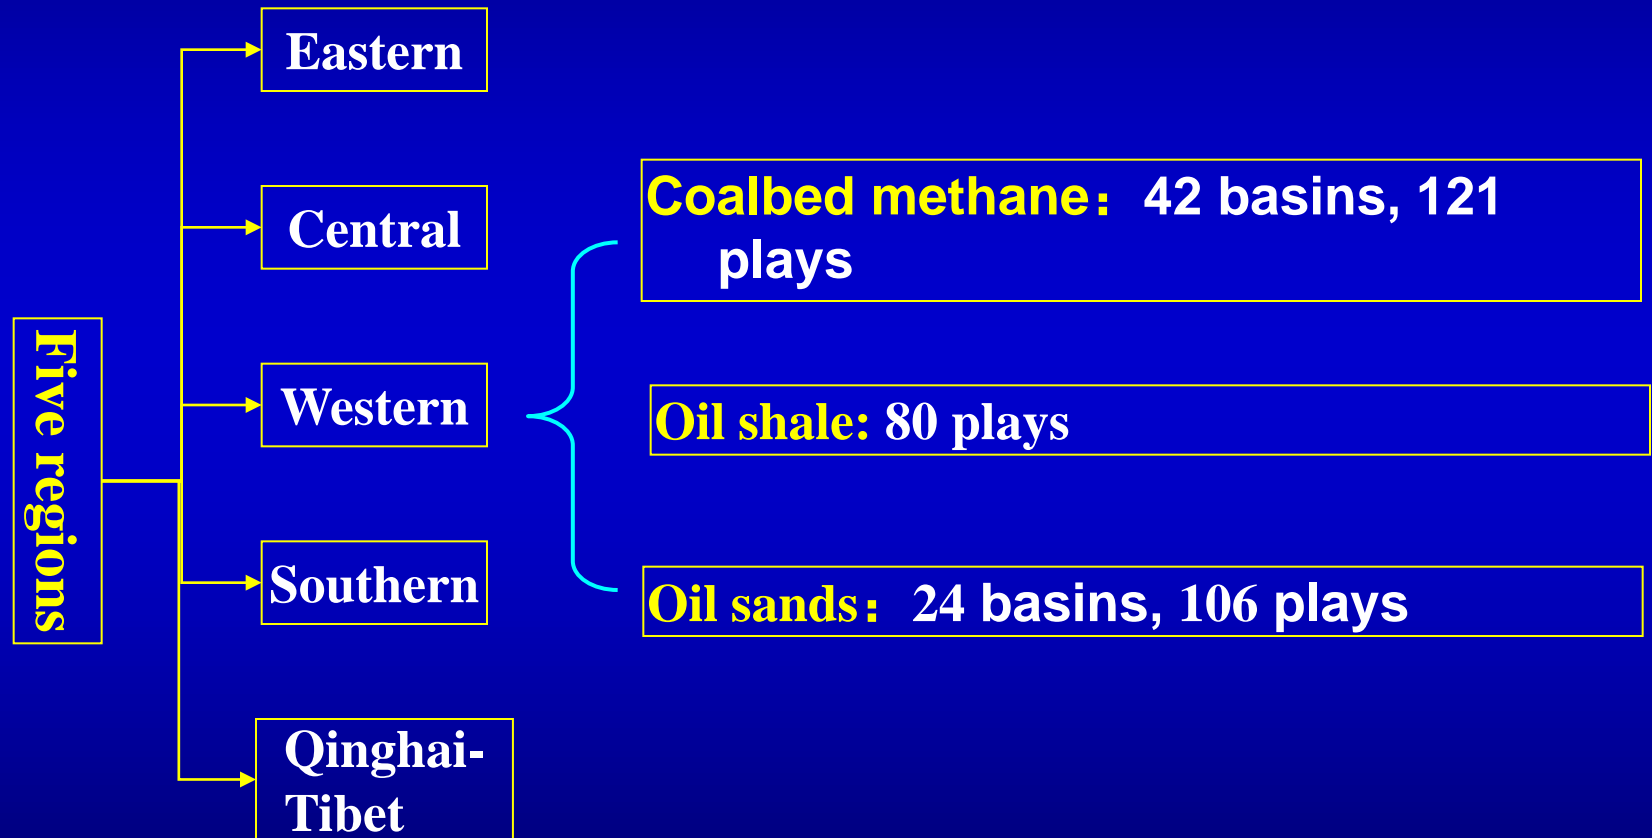 Five regions
Eastern
Central
Western
Southern
Qinghai-
Tibet
Coalbed methane：42 basins, 121
plays
Oil shale: 80 plays
Oil sands：24 basins, 106 plays